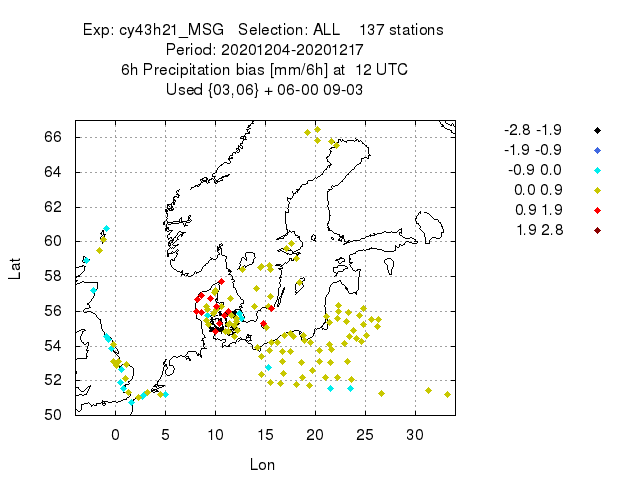 Exp: cy43h21_MSG Selection: ALL 137 stations
Period: 20201204-20201217
6h Precipitation bias [mm/6h] at 12 UTC
Used {03,06} + 06-00 09-03
-2.8 -1.9
-1.9 -0.9
-0.9 0.0
0.0 0.9
0.9 1.9
1.9 2.8
66
64
62
60
58
56
54
52
50
Lat
0 5 10 15 20 25 30
Lon